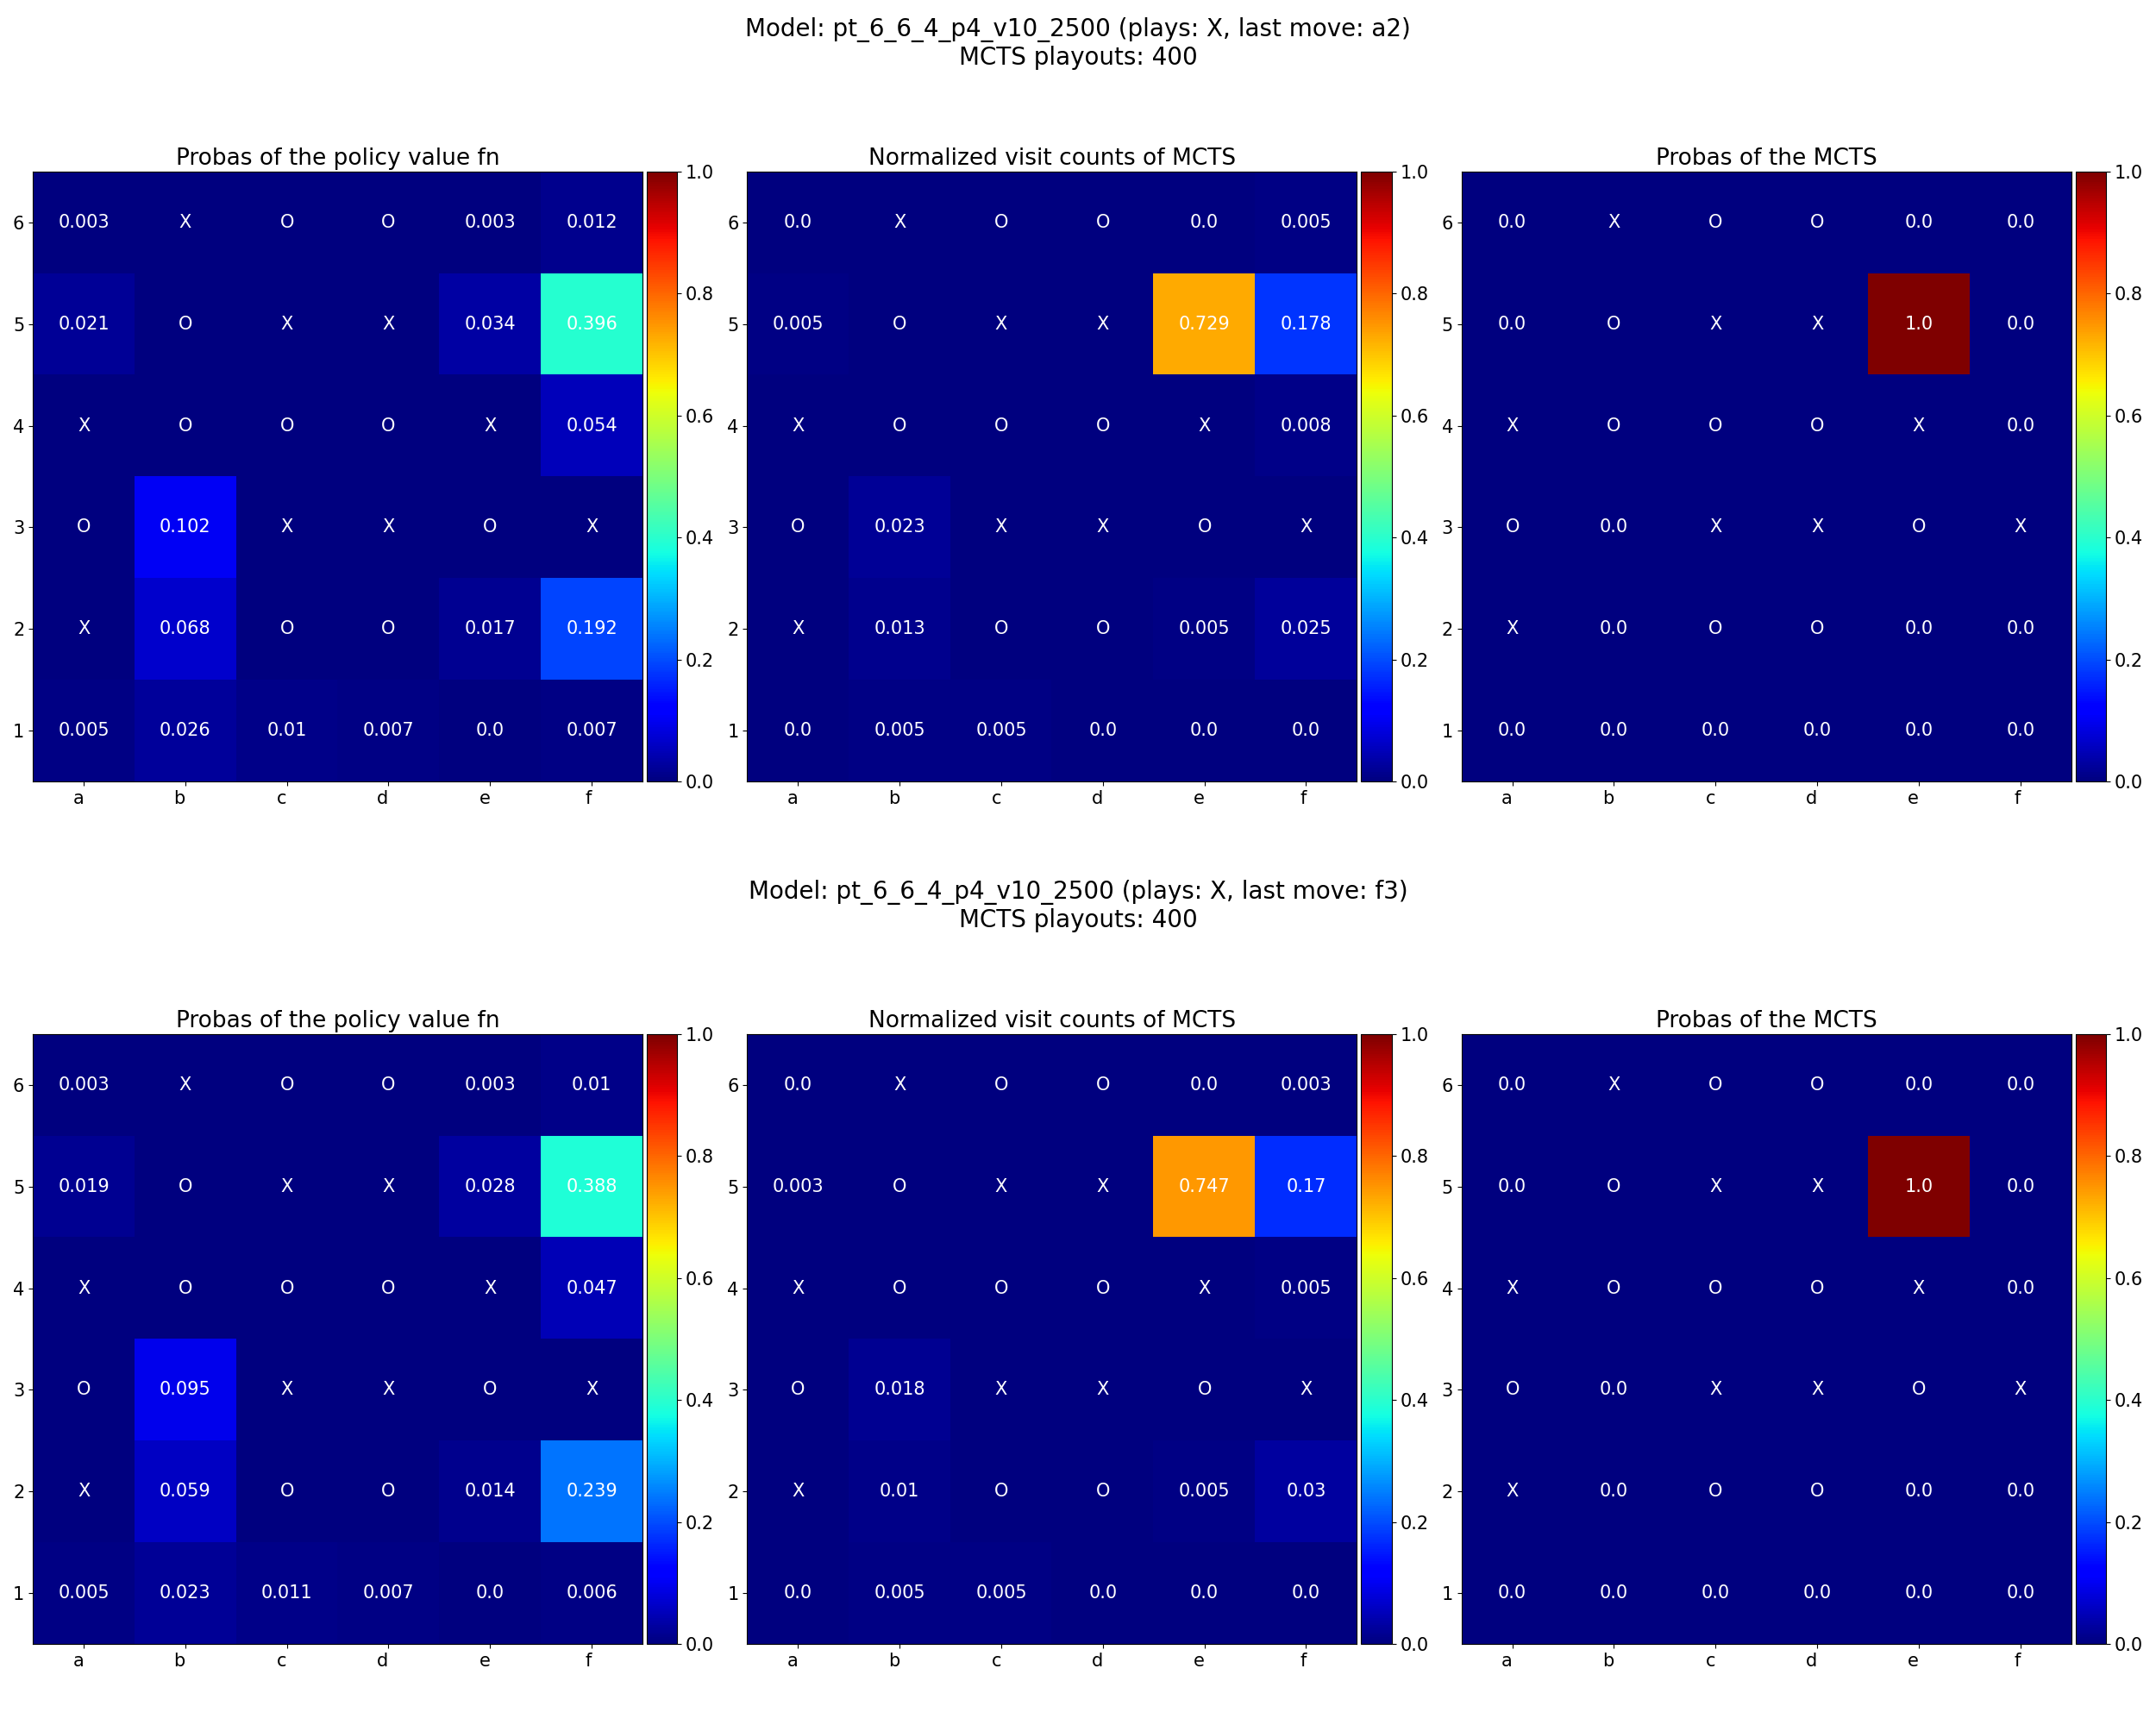 Model: pt_6_6_4_p4_v10_2500 (plays: X, last move: a2)
MCTS playouts: 400
Probas of the policy value fn
6 0.003 X O O 0.003 0.012
5 0.021 O X X 0.034 0.396
4 X O O O X 0.054
3 O 0.102 X X O X
2 X 0.068 O O 0.017 0.192
1 0.005 0.026 0.01 0.007 0.0 0.007
a b c d e f
1.0
0.8
0.6
0.4
0.2
0.0
Normalized visit counts of MCTS
6 0.0 X O O 0.0 0.005
5 0.005 O X X 0.729 0.178
4 X O O O X 0.008
3 O 0.023 X X O X
2 X 0.013 O O 0.005 0.025
1 0.0 0.005 0.005 0.0 0.0 0.0
a b c d e f
1.0
0.8
0.6
0.4
0.2
0.0
Probas of the MCTS
6 0.0 X O O 0.0 0.0
5 0.0 O X X 1.0 0.0
4 X O O O X 0.0
3 O 0.0 X X O X
2 X 0.0 O O 0.0 0.0
1 0.0 0.0 0.0 0.0 0.0 0.0
a b c d e f
1.0
0.8
0.6
0.4
0.2
0.0
Model: pt_6_6_4_p4_v10_2500 (plays: X, last move: f3)
MCTS playouts: 400
Probas of the policy value fn
6 0.003 X O O 0.003 0.01
5 0.019 O X X 0.028 0.388
4 X O O O X 0.047
3 O 0.095 X X O X
2 X 0.059 O O 0.014 0.239
1 0.005 0.023 0.011 0.007 0.0 0.006
a b c d e f
1.0
0.8
0.6
0.4
0.2
0.0
Normalized visit counts of MCTS
6 0.0 X O O 0.0 0.003
5 0.003 O X X 0.747 0.17
4 X O O O X 0.005
3 O 0.018 X X O X
2 X 0.01 O O 0.005 0.03
1 0.0 0.005 0.005 0.0 0.0 0.0
a b c d e f
1.0
0.8
0.6
0.4
0.2
0.0
Probas of the MCTS
6 0.0 X O O 0.0 0.0
5 0.0 O X X 1.0 0.0
4 X O O O X 0.0
3 O 0.0 X X O X
2 X 0.0 O O 0.0 0.0
1 0.0 0.0 0.0 0.0 0.0 0.0
a b c d e f
1.0
0.8
0.6
0.4
0.2
0.0